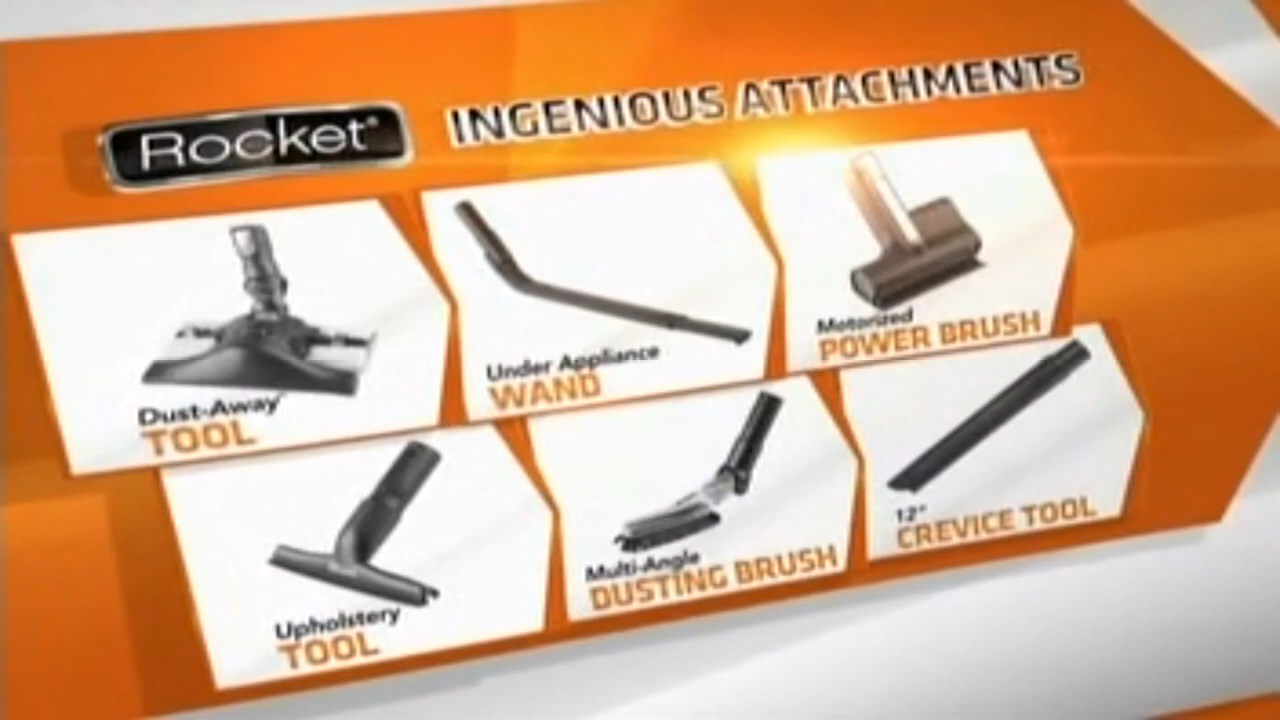 Rocket®
INGENIOUS ATTACHMENTS
Dust-Away
TOOL
Under Appliance
WAND
Motorized
POWER BRUSH
Upholstery
TOOL
Multi-Angle
DUSTING BRUSH
12"
CREVICE TOOL